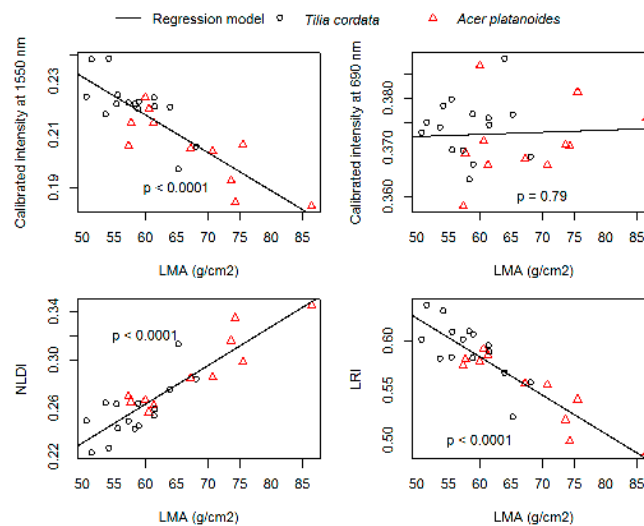 Regression model Tilia cordata Acer platanoides
Calibrated intensity at 1550 nm
0.23
0.21
0.19
p < 0.0001
50 55 60 65 70 75 80 85
LMA (g/cm2)
Calibrated intensity at 690 nm
0.380
0.370
0.360
p = 0.79
50 55 60 65 70 75 80 85
LMA (g/cm2)
NLDI
0.34
0.30
0.26
0.22
p < 0.0001
50 55 60 65 70 75 80 85
LMA (g/cm2)
LRI
0.60
0.55
0.50
p < 0.0001
50 55 60 65 70 75 80 85
LMA (g/cm2)